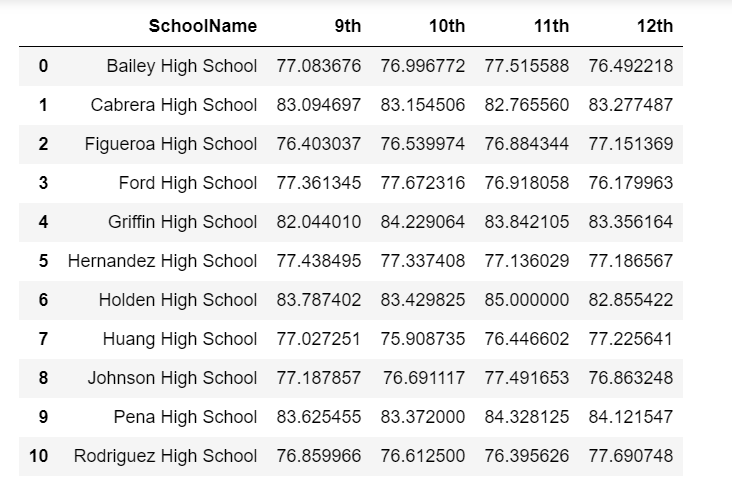 SchoolName 9th 10th 11th 12th
0 Bailey High School 77.083676 76.996772 77.515588 76.492218
1 Cabrera High School 83.094697 83.154506 82.765560 83.277487
2 Figueroa High School 76.403037 76.539974 76.884344 77.151369
3 Ford High School 77.361345 77.672316 76.918058 76.179963
4 Griffin High School 82.044010 84.229064 83.842105 83.356164
5 Hernandez High School 77.438495 77.337408 77.136029 77.186567
6 Holden High School 83.787402 83.429825 85.000000 82.855422
7 Huang High School 77.027251 75.908735 76.446602 77.225641
8 Johnson High School 77.187857 76.691117 77.491653 76.863248
9 Pena High School 83.625455 83.372000 84.328125 84.121547
10 Rodriguez High School 76.859966 76.612500 76.395626 77.690748